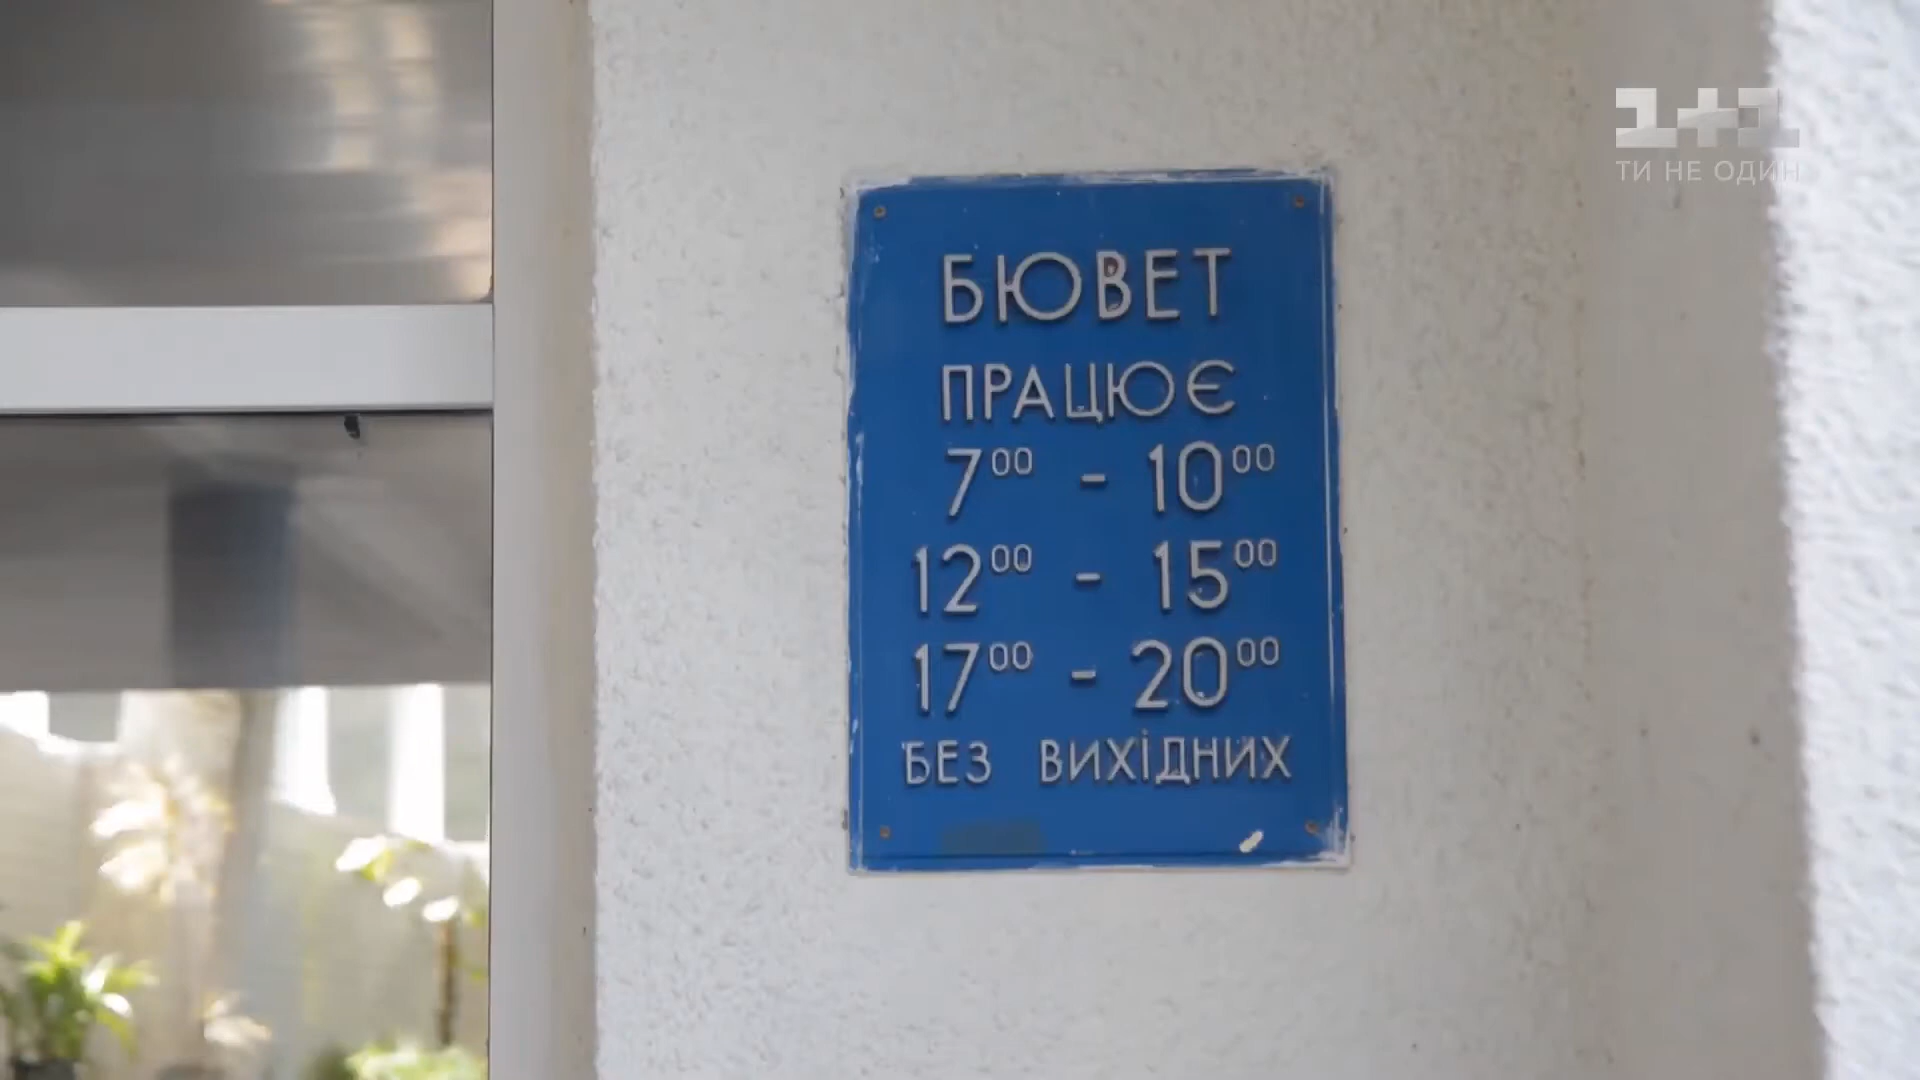 1+1
ТИ НЕ ОДИН
БЮВЕТ
ПРАЦЮЄ
7⁰⁰ - 10⁰⁰
12⁰⁰ - 15⁰⁰
17⁰⁰ - 20⁰⁰
БЕЗ ВИХІДНИХ